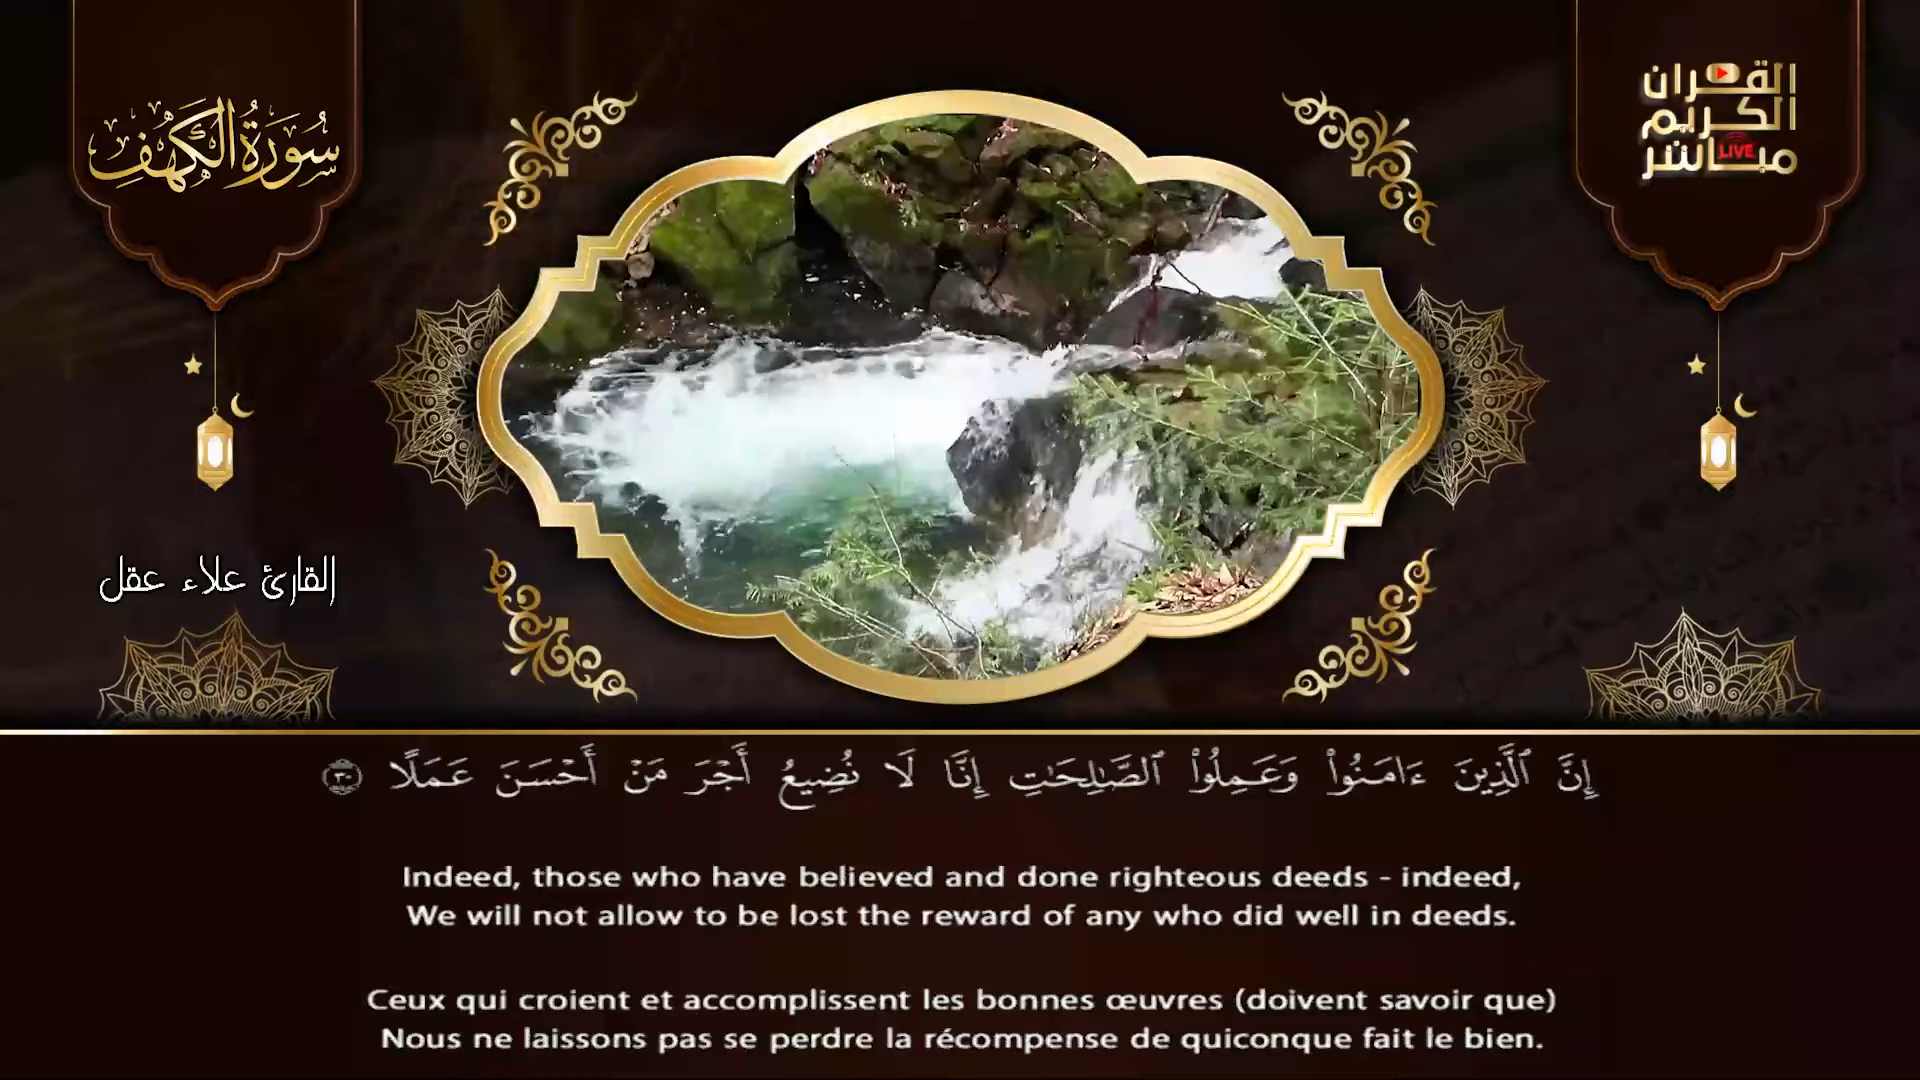 سُورَةُ الكَهْفِ
القرآن
الكريم
مباشر
LIVE
القارئ علاء عقل
إِنَّ ٱلَّذِينَ ءَامَنُوا۟ وَعَمِلُوا۟ ٱلصَّـٰلِحَـٰتِ إِنَّا لَا نُضِيعُ أَجْرَ مَنْ أَحْسَنَ عَمَلًا ٣٠
Indeed, those who have believed and done righteous deeds - indeed,
We will not allow to be lost the reward of any who did well in deeds.
Ceux qui croient et accomplissent les bonnes œuvres (doivent savoir que)
Nous ne laissons pas se perdre la récompense de quiconque fait le bien.